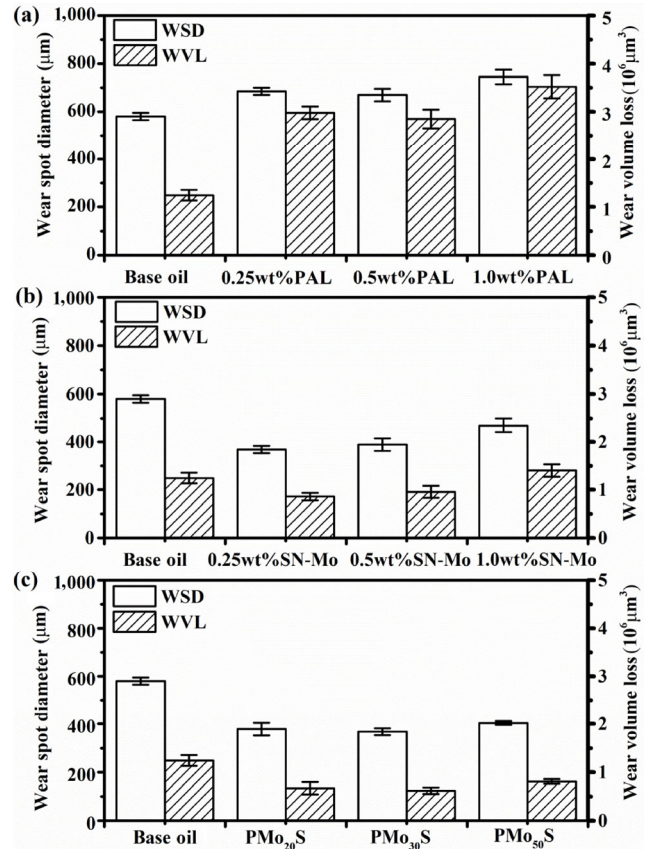 (a)
1,000
800
600
400
200
0
Wear spot diameter (μm)
WSD
WVL
5
4
3
2
1
0
Wear volume loss (10⁶μm³)
Base oil 0.25wt%PAL 0.5wt%PAL 1.0wt%PAL
(b)
1,000
800
600
400
200
0
Wear spot diameter (μm)
WSD
WVL
5
4
3
2
1
0
Wear volume loss (10⁶μm³)
Base oil 0.25wt%SN-Mo 0.5wt%SN-Mo 1.0wt%SN-Mo
(c)
1,000
800
600
400
200
0
Wear spot diameter (μm)
WSD
WVL
5
4
3
2
1
0
Wear volume loss (10⁶μm³)
Base oil PMo₂₀S PMo₃₀S PMo₅₀S